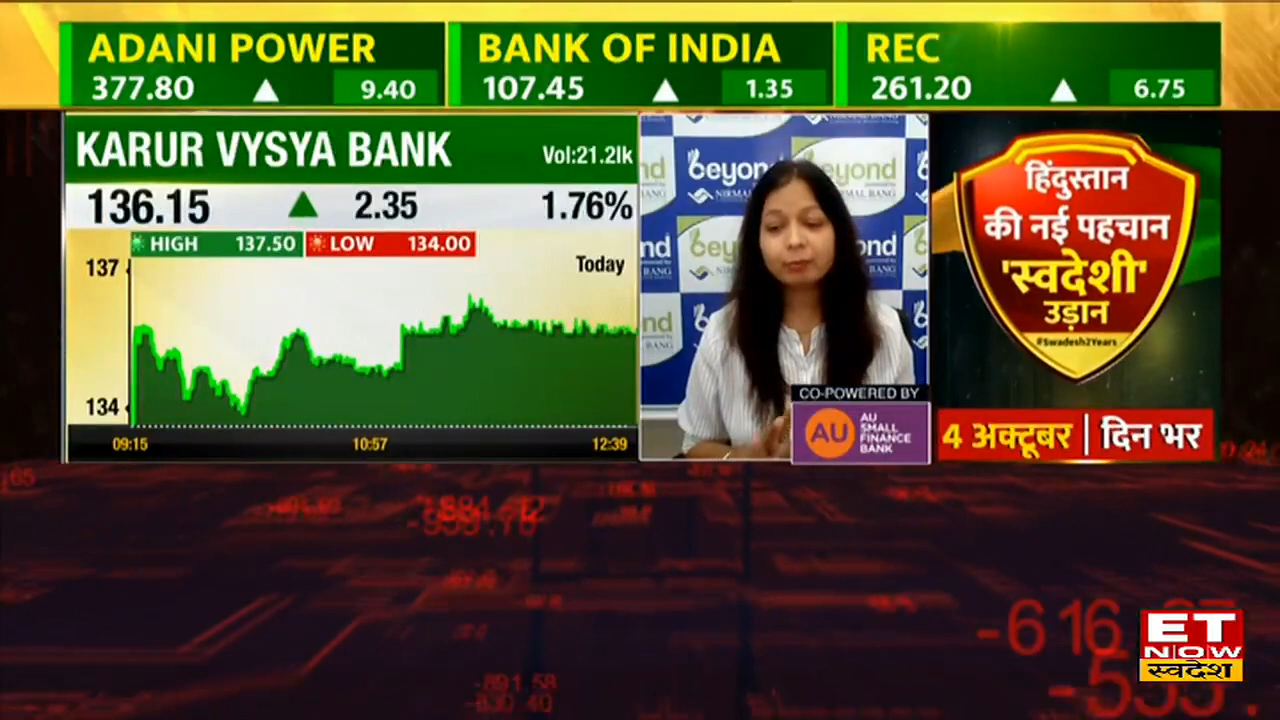 ADANI POWER
377.80 ▲ 9.40
BANK OF INDIA
107.45 ▲ 1.35
REC
261.20 ▲ 6.75
KARUR VYSYA BANK Vol:21.2lk
136.15 ▲ 2.35 1.76%
HIGH 137.50 LOW 134.00
Today
137
134
09:15 10:57 12:39
beyond
NIRMAL BANG
CO-POWERED BY
AU
AU
SMALL
FINANCE
BANK
हिंदुस्तान
की नई पहचान
'स्वदेशी'
उड़ान
#Swadesh2Years
4 अक्टूबर | दिन भर
ET
NOW
स्वदेश